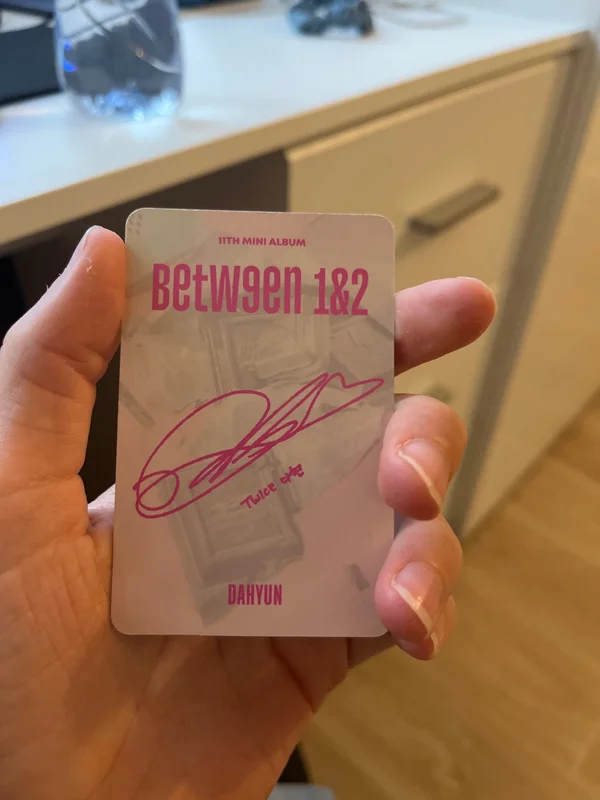 11TH MINI ALBUM
BetW9en 1&2
TWICE 다현
DAHYUN